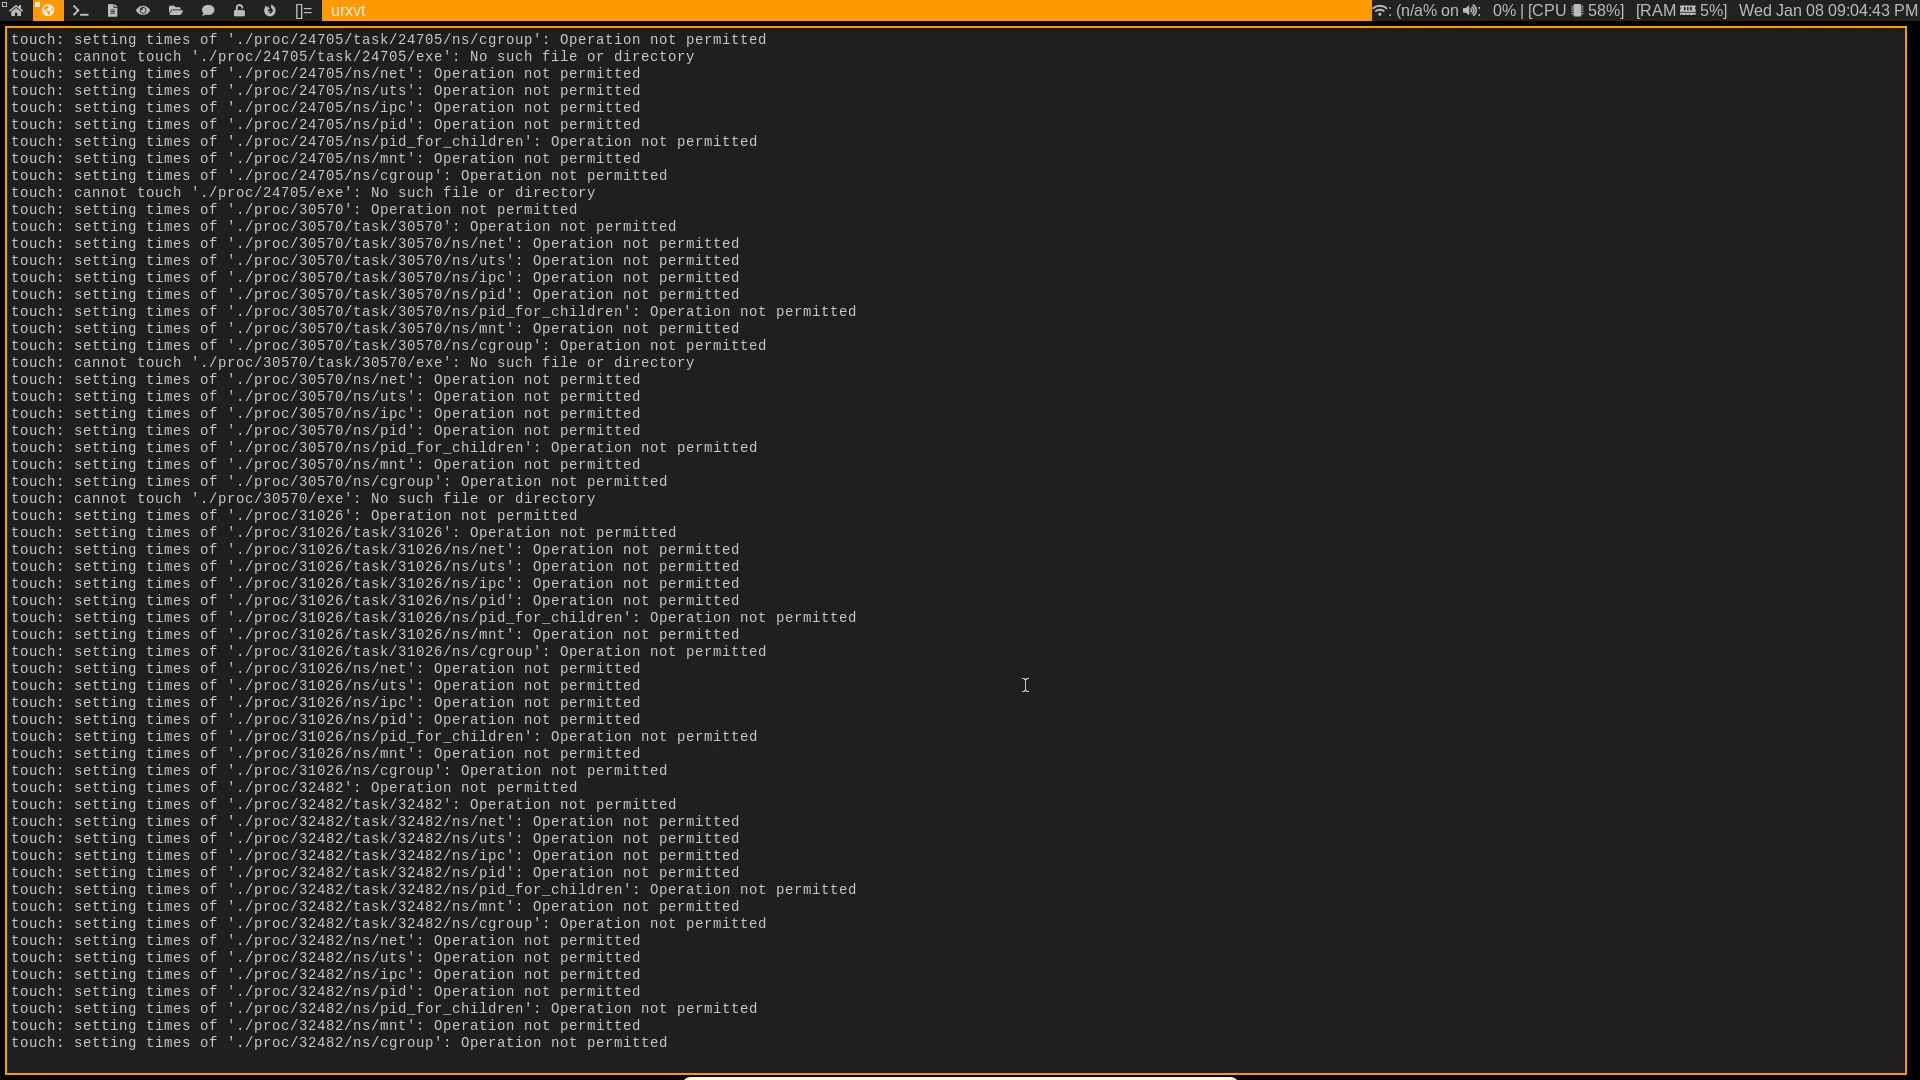 []= urxvt (n/a% on : 0% | [CPU 58%] [RAM 5%] Wed Jan 08 09:04:43 PM
touch: setting times of './proc/24705/task/24705/ns/cgroup': Operation not permitted
touch: cannot touch './proc/24705/task/24705/exe': No such file or directory
touch: setting times of './proc/24705/ns/net': Operation not permitted
touch: setting times of './proc/24705/ns/uts': Operation not permitted
touch: setting times of './proc/24705/ns/ipc': Operation not permitted
touch: setting times of './proc/24705/ns/pid': Operation not permitted
touch: setting times of './proc/24705/ns/pid_for_children': Operation not permitted
touch: setting times of './proc/24705/ns/mnt': Operation not permitted
touch: setting times of './proc/24705/ns/cgroup': Operation not permitted
touch: cannot touch './proc/24705/exe': No such file or directory
touch: setting times of './proc/30570': Operation not permitted
touch: setting times of './proc/30570/task/30570': Operation not permitted
touch: setting times of './proc/30570/task/30570/ns/net': Operation not permitted
touch: setting times of './proc/30570/task/30570/ns/uts': Operation not permitted
touch: setting times of './proc/30570/task/30570/ns/ipc': Operation not permitted
touch: setting times of './proc/30570/task/30570/ns/pid': Operation not permitted
touch: setting times of './proc/30570/task/30570/ns/pid_for_children': Operation not permitted
touch: setting times of './proc/30570/task/30570/ns/mnt': Operation not permitted
touch: setting times of './proc/30570/task/30570/ns/cgroup': Operation not permitted
touch: cannot touch './proc/30570/task/30570/exe': No such file or directory
touch: setting times of './proc/30570/ns/net': Operation not permitted
touch: setting times of './proc/30570/ns/uts': Operation not permitted
touch: setting times of './proc/30570/ns/ipc': Operation not permitted
touch: setting times of './proc/30570/ns/pid': Operation not permitted
touch: setting times of './proc/30570/ns/pid_for_children': Operation not permitted
touch: setting times of './proc/30570/ns/mnt': Operation not permitted
touch: setting times of './proc/30570/ns/cgroup': Operation not permitted
touch: cannot touch './proc/30570/exe': No such file or directory
touch: setting times of './proc/31026': Operation not permitted
touch: setting times of './proc/31026/task/31026': Operation not permitted
touch: setting times of './proc/31026/task/31026/ns/net': Operation not permitted
touch: setting times of './proc/31026/task/31026/ns/uts': Operation not permitted
touch: setting times of './proc/31026/task/31026/ns/ipc': Operation not permitted
touch: setting times of './proc/31026/task/31026/ns/pid': Operation not permitted
touch: setting times of './proc/31026/task/31026/ns/pid_for_children': Operation not permitted
touch: setting times of './proc/31026/task/31026/ns/mnt': Operation not permitted
touch: setting times of './proc/31026/task/31026/ns/cgroup': Operation not permitted
touch: setting times of './proc/31026/ns/net': Operation not permitted
touch: setting times of './proc/31026/ns/uts': Operation not permitted
touch: setting times of './proc/31026/ns/ipc': Operation not permitted
touch: setting times of './proc/31026/ns/pid': Operation not permitted
touch: setting times of './proc/31026/ns/pid_for_children': Operation not permitted
touch: setting times of './proc/31026/ns/mnt': Operation not permitted
touch: setting times of './proc/31026/ns/cgroup': Operation not permitted
touch: setting times of './proc/32482': Operation not permitted
touch: setting times of './proc/32482/task/32482': Operation not permitted
touch: setting times of './proc/32482/task/32482/ns/net': Operation not permitted
touch: setting times of './proc/32482/task/32482/ns/uts': Operation not permitted
touch: setting times of './proc/32482/task/32482/ns/ipc': Operation not permitted
touch: setting times of './proc/32482/task/32482/ns/pid': Operation not permitted
touch: setting times of './proc/32482/task/32482/ns/pid_for_children': Operation not permitted
touch: setting times of './proc/32482/task/32482/ns/mnt': Operation not permitted
touch: setting times of './proc/32482/task/32482/ns/cgroup': Operation not permitted
touch: setting times of './proc/32482/ns/net': Operation not permitted
touch: setting times of './proc/32482/ns/uts': Operation not permitted
touch: setting times of './proc/32482/ns/ipc': Operation not permitted
touch: setting times of './proc/32482/ns/pid': Operation not permitted
touch: setting times of './proc/32482/ns/pid_for_children': Operation not permitted
touch: setting times of './proc/32482/ns/mnt': Operation not permitted
touch: setting times of './proc/32482/ns/cgroup': Operation not permitted